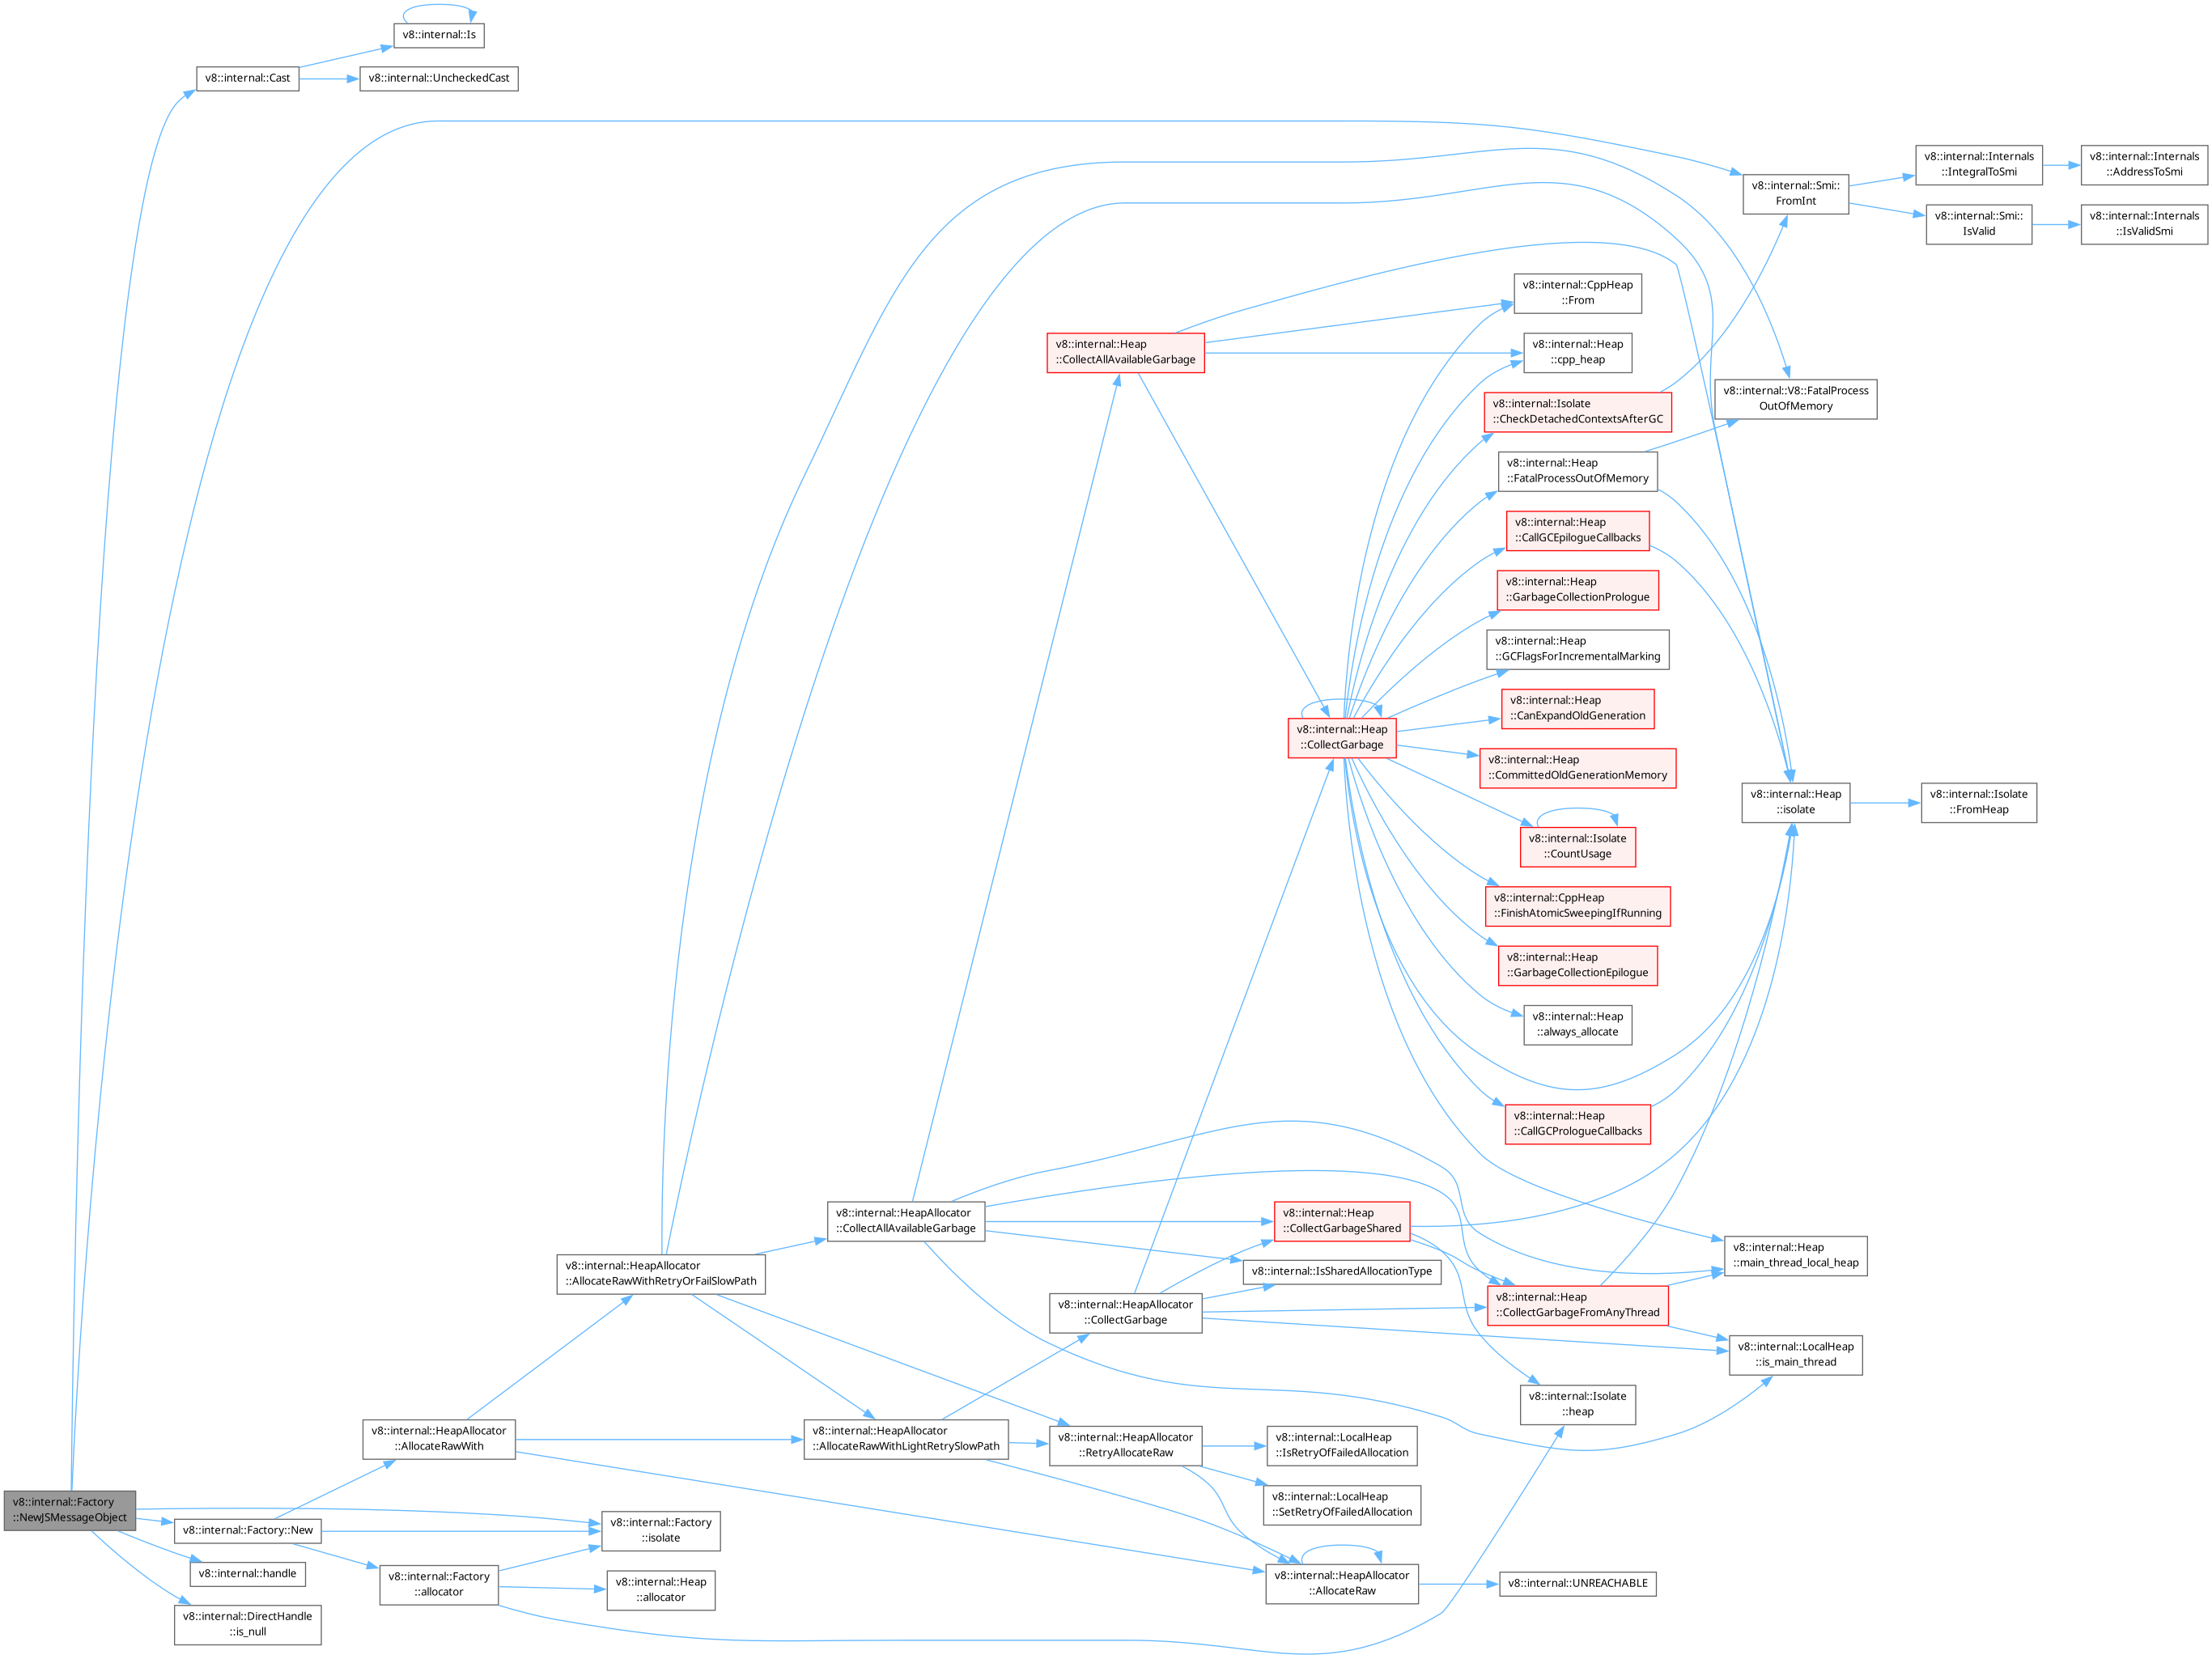 v8::internal::Is
v8::internal::Cast
v8::internal::UncheckedCast
v8::internal::Internals
::IntegralToSmi
v8::internal::Internals
::AddressToSmi
v8::internal::Smi::
FromInt
v8::internal::Smi::
IsValid
v8::internal::Internals
::IsValidSmi
v8::internal::CppHeap
::From
v8::internal::Heap
::CollectAllAvailableGarbage
v8::internal::Heap
::cpp_heap
v8::internal::Isolate
::CheckDetachedContextsAfterGC
v8::internal::V8::FatalProcess
OutOfMemory
v8::internal::Heap
::FatalProcessOutOfMemory
v8::internal::Heap
::CallGCEpilogueCallbacks
v8::internal::Heap
::GarbageCollectionPrologue
v8::internal::Heap
::GCFlagsForIncrementalMarking
v8::internal::Heap
::CanExpandOldGeneration
v8::internal::Heap
::CollectGarbage
v8::internal::Heap
::CommittedOldGenerationMemory
v8::internal::Heap
::isolate
v8::internal::Isolate
::FromHeap
v8::internal::Isolate
::CountUsage
v8::internal::CppHeap
::FinishAtomicSweepingIfRunning
v8::internal::Heap
::GarbageCollectionEpilogue
v8::internal::Heap
::always_allocate
v8::internal::Heap
::CallGCPrologueCallbacks
v8::internal::HeapAllocator
::CollectAllAvailableGarbage
v8::internal::Heap
::CollectGarbageShared
v8::internal::Heap
::main_thread_local_heap
v8::internal::HeapAllocator
::AllocateRawWithRetryOrFailSlowPath
v8::internal::IsSharedAllocationType
v8::internal::HeapAllocator
::CollectGarbage
v8::internal::Heap
::CollectGarbageFromAnyThread
v8::internal::LocalHeap
::is_main_thread
v8::internal::Isolate
::heap
v8::internal::HeapAllocator
::AllocateRawWith
v8::internal::HeapAllocator
::AllocateRawWithLightRetrySlowPath
v8::internal::HeapAllocator
::RetryAllocateRaw
v8::internal::LocalHeap
::IsRetryOfFailedAllocation
v8::internal::LocalHeap
::SetRetryOfFailedAllocation
v8::internal::Factory
::NewJSMessageObject
v8::internal::Factory::New
v8::internal::Factory
::isolate
v8::internal::handle
v8::internal::Factory
::allocator
v8::internal::Heap
::allocator
v8::internal::HeapAllocator
::AllocateRaw
v8::internal::UNREACHABLE
v8::internal::DirectHandle
::is_null